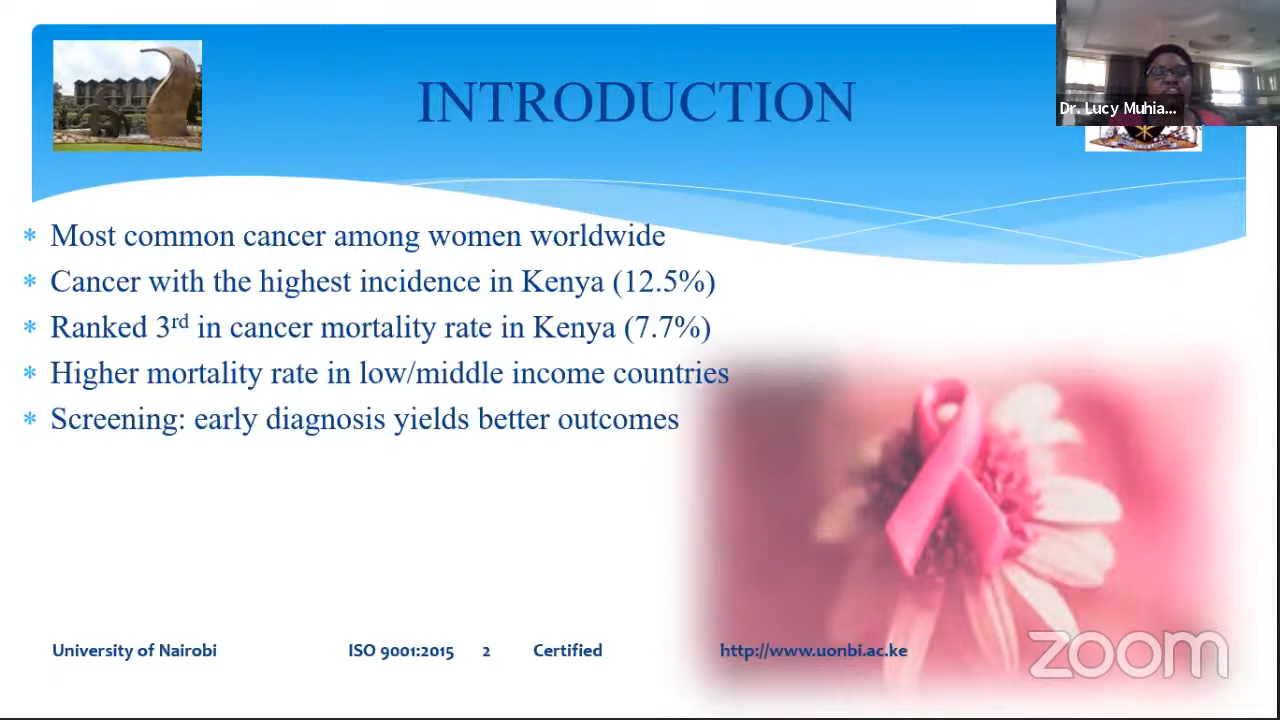 INTRODUCTION
Dr. Lucy Muhia...
* Most common cancer among women worldwide
* Cancer with the highest incidence in Kenya (12.5%)
* Ranked 3rd in cancer mortality rate in Kenya (7.7%)
* Higher mortality rate in low/middle income countries
* Screening: early diagnosis yields better outcomes
University of Nairobi ISO 9001:2015 2 Certified http://www.uonbi.ac.ke
zoom